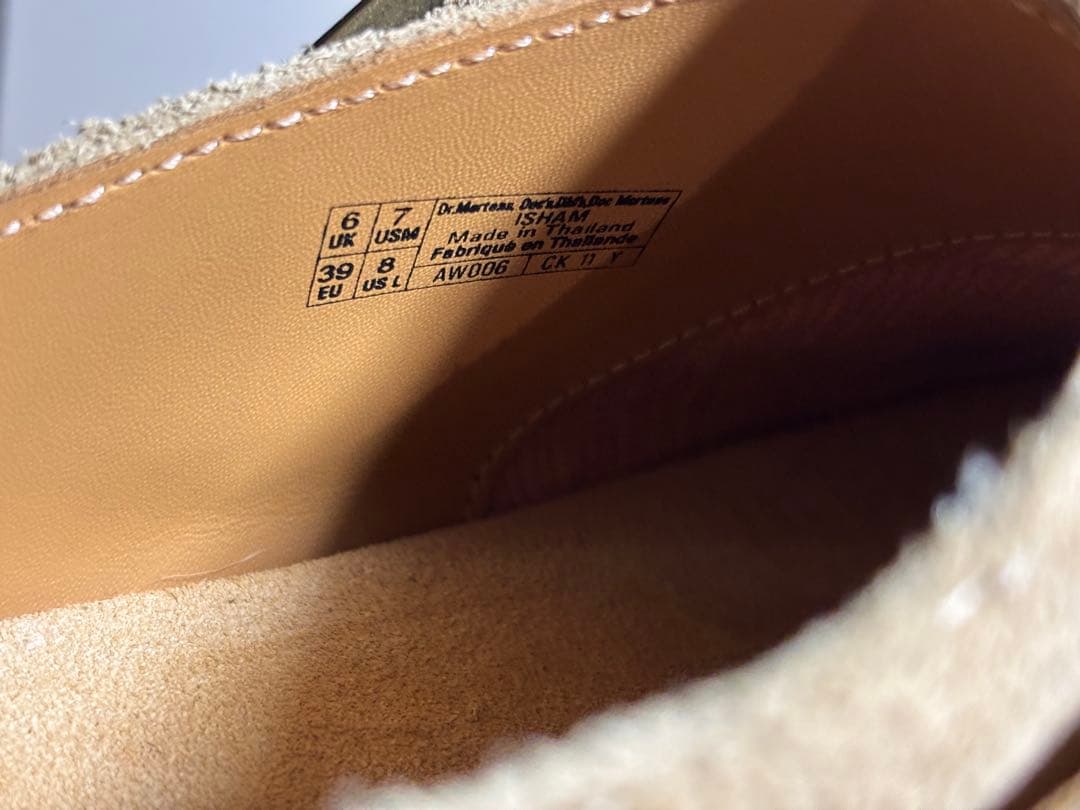 6 UK
7 USM
39 EU
8 US L
Dr.Martens, Doc's, DM's, Doc Martens
ISHAM
Made in Thailand
Fabriqué en Thaïlande
AW006
CK 11 Y